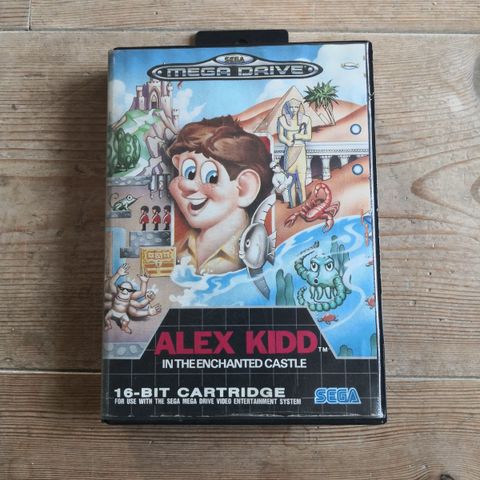 SEGA
MEGA DRIVE
ALEX KIDD™
IN THE ENCHANTED CASTLE
16-BIT CARTRIDGE
FOR USE WITH THE SEGA MEGA DRIVE VIDEO ENTERTAINMENT SYSTEM
SEGA